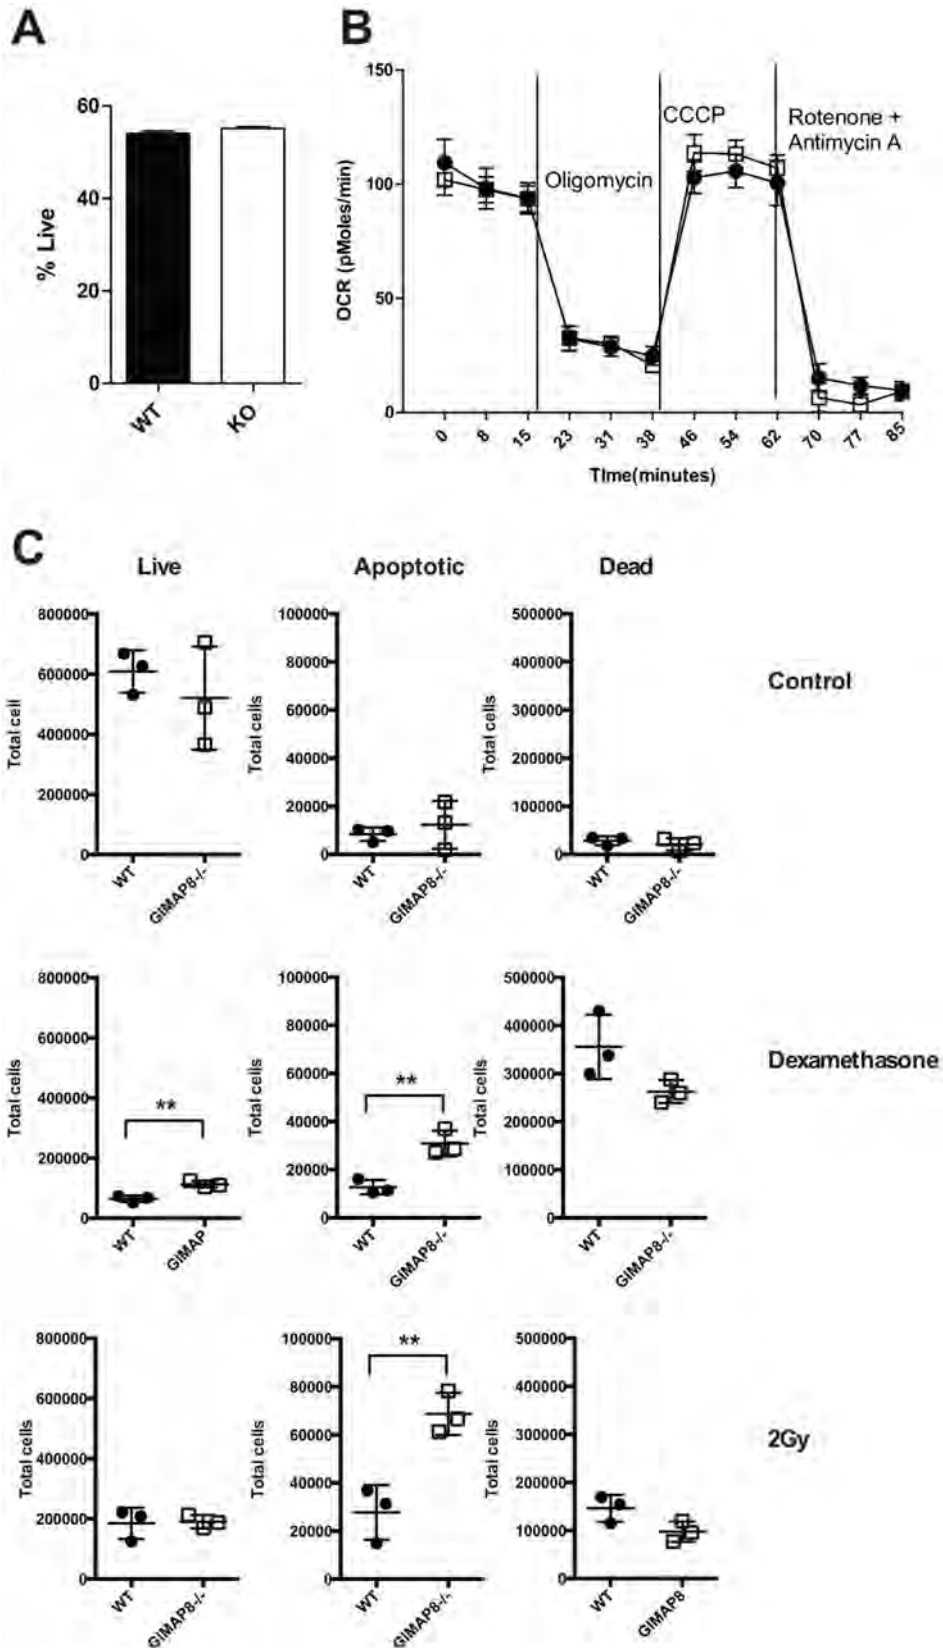 A
% Live
60
40
20
0
WT
KO
B
OCR (pMoles/min)
150
100
50
0
Oligomycin
CCCP
Rotenone +
Antimycin A
0
8
15
23
31
38
46
54
62
70
77
85
TIme(minutes)
C
Live
Apoptotic
Dead
Control
Total cell
800000
600000
400000
200000
0
WT
GIMAP8-/-
Total cells
100000
80000
60000
40000
20000
0
WT
GIMAP8-/-
Total cells
500000
400000
300000
200000
100000
0
WT
GIMAP8-/-
Dexamethasone
Total cells
800000
600000
400000
200000
0
**
WT
GIMAP
Total cells
100000
80000
60000
40000
20000
0
**
WT
GIMAP8-/-
Total cells
500000
400000
300000
200000
100000
0
WT
GIMAP8-/-
2Gy
Total cells
800000
600000
400000
200000
0
WT
GIMAP8-/-
Total cells
100000
80000
60000
40000
20000
0
**
WT
GIMAP8-/-
Total cells
500000
400000
300000
200000
100000
0
WT
GIMAP8